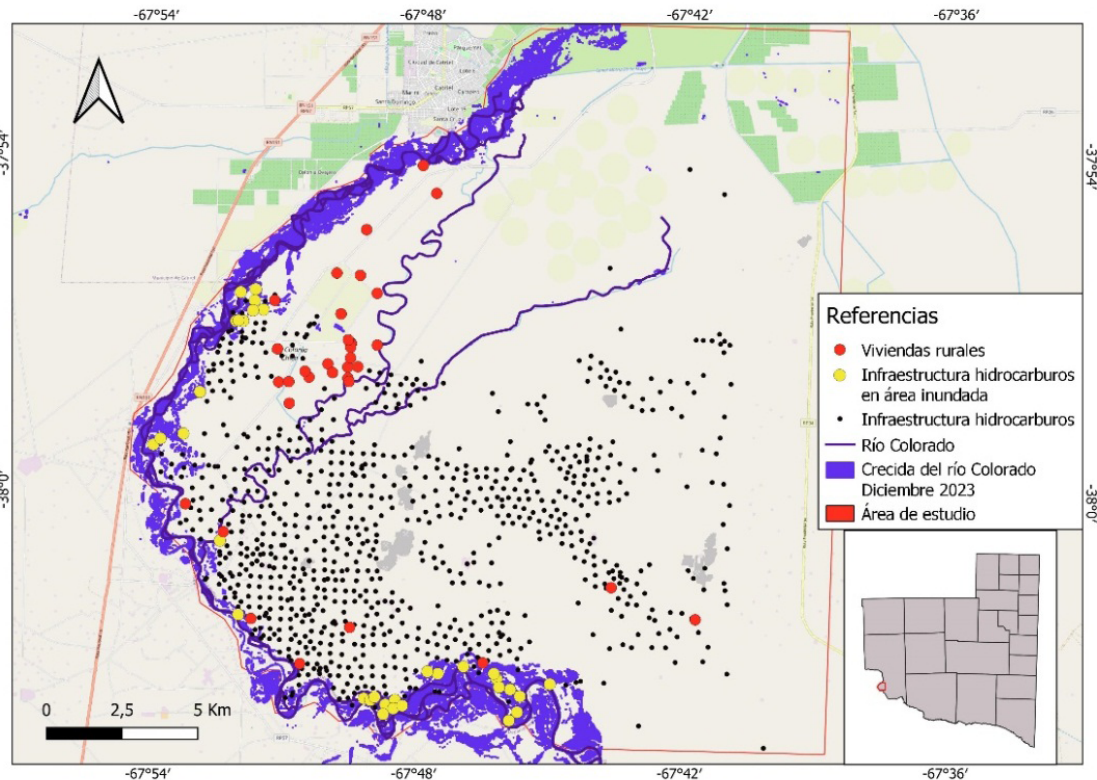 -67°54′
-67°48′
-67°42′
-67°36′
-37°54′
-37°54′
-38°0′
-38°0′
Referencias
Viviendas rurales
Infraestructura hidrocarburos
en área inundada
Infraestructura hidrocarburos
Río Colorado
Crecida del río Colorado
Diciembre 2023
Área de estudio
0
2,5
5 Km
-67°54′
-67°48′
-67°42′
-67°36′